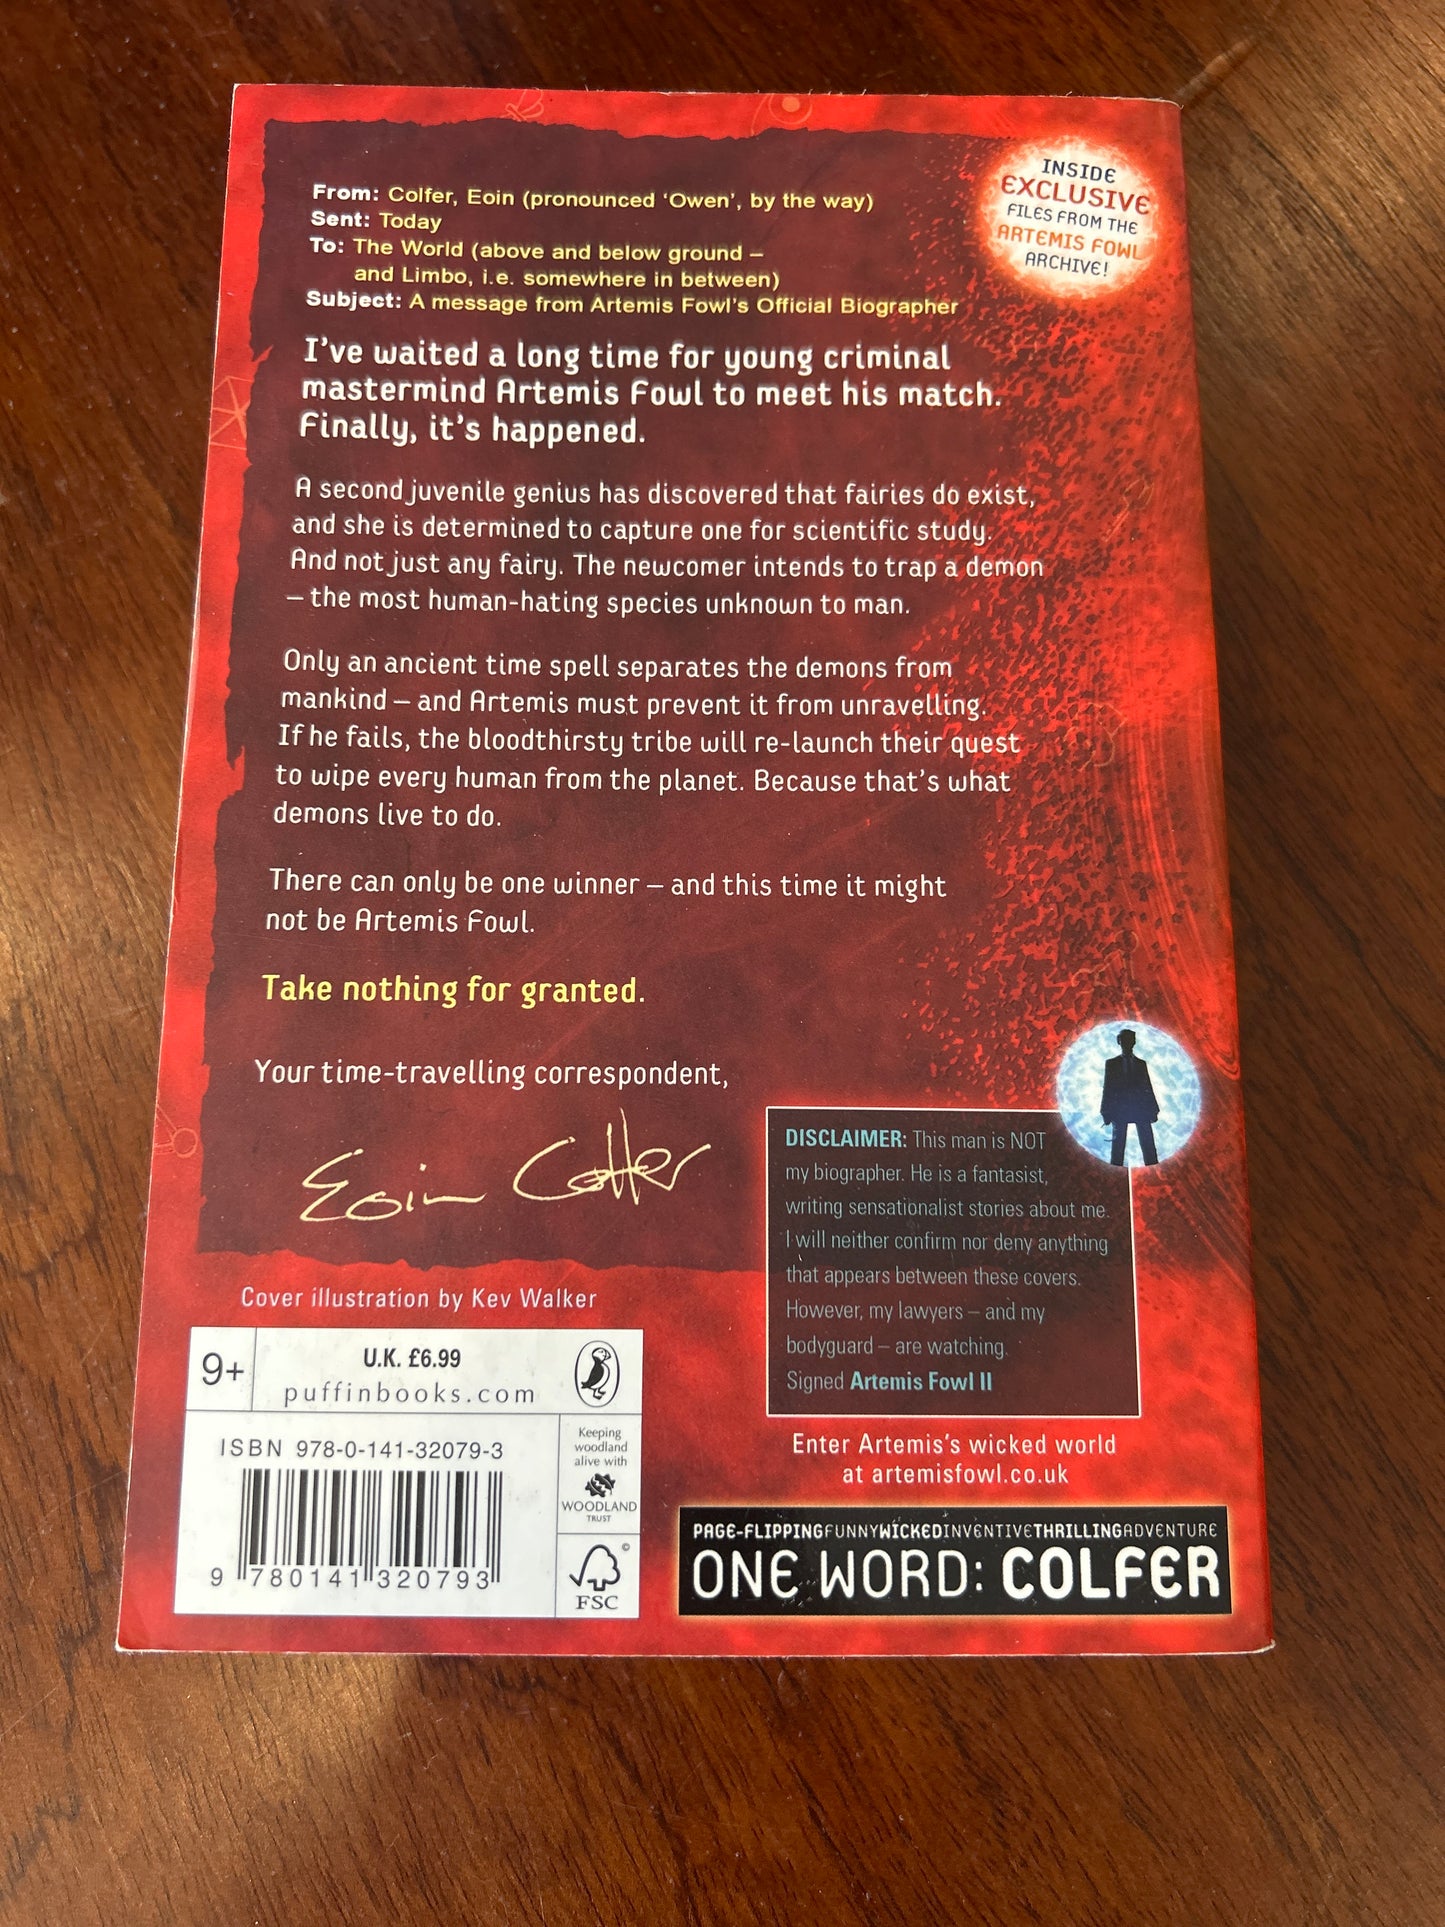 From: Colfer, Eoin (pronounced ‘Owen’, by the way)
Sent: Today
To: The World (above and below ground –
and Limbo, i.e. somewhere in between)
Subject: A message from Artemis Fowl’s Official Biographer
INSIDE
EXCLUSIVE
FILES FROM THE
ARTEMIS FOWL
ARCHIVE!
I’ve waited a long time for young criminal
mastermind Artemis Fowl to meet his match.
Finally, it’s happened.
A second juvenile genius has discovered that fairies do exist,
and she is determined to capture one for scientific study.
And not just any fairy. The newcomer intends to trap a demon
– the most human-hating species unknown to man.
Only an ancient time spell separates the demons from
mankind – and Artemis must prevent it from unravelling.
If he fails, the bloodthirsty tribe will re-launch their quest
to wipe every human from the planet. Because that’s what
demons live to do.
There can only be one winner – and this time it might
not be Artemis Fowl.
Take nothing for granted.
Your time-travelling correspondent,
Eoin Colfer
DISCLAIMER: This man is NOT
my biographer. He is a fantasist,
writing sensationalist stories about me.
I will neither confirm nor deny anything
that appears between these covers.
However, my lawyers – and my
bodyguard – are watching.
Signed Artemis Fowl II
Cover illustration by Kev Walker
9+
U.K. £6.99
puffinbooks.com
ISBN 978-0-141-32079-3
9 780141 320793
Keeping
woodland
alive with
WOODLAND
TRUST
©
FSC
Enter Artemis’s wicked world
at artemisfowl.co.uk
PAGE-FLIPPINGFUNNYWICKEDINVENTIVETHRILLINGADVENTURE
ONE WORD: COLFER